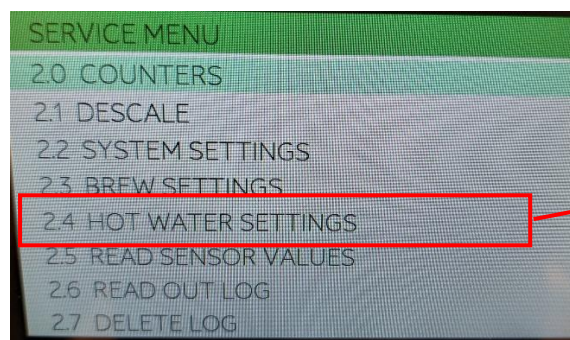 SERVICE MENU
2.0 COUNTERS
2.1 DESCALE
2.2 SYSTEM SETTINGS
2.3 BREW SETTINGS
2.4 HOT WATER SETTINGS
2.5 READ SENSOR VALUES
2.6 READ OUT LOG
2.7 DELETE LOG